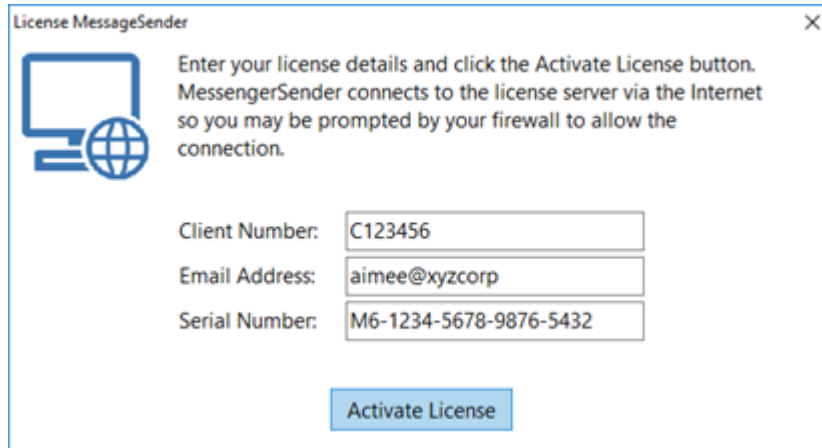 License MessageSender
Enter your license details and click the Activate License button.
MessengerSender connects to the license server via the Internet
so you may be prompted by your firewall to allow the
connection.
Client Number: C123456
Email Address: aimee@xyzcorp
Serial Number: M6-1234-5678-9876-5432
Activate License